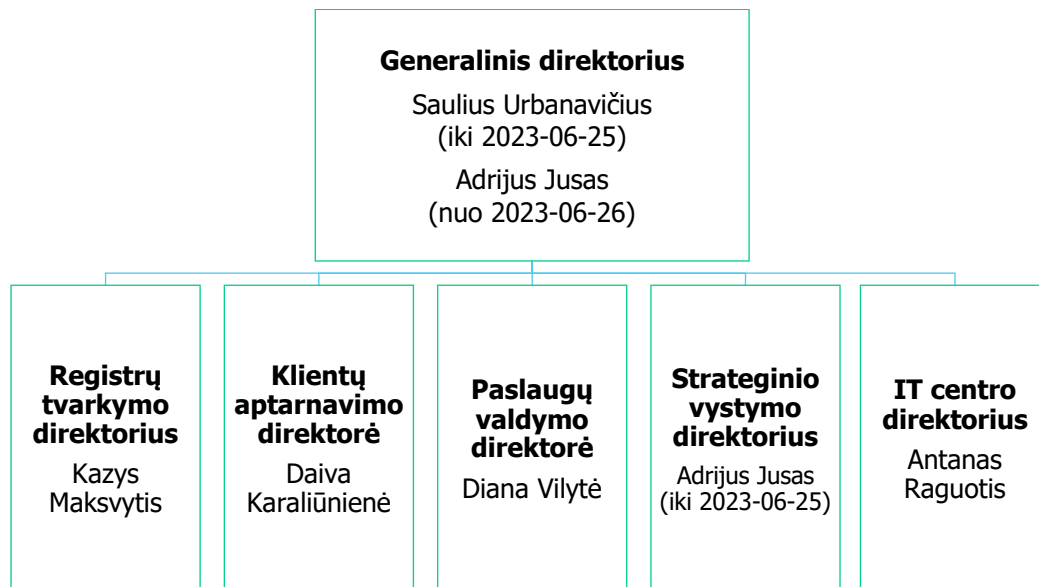 Generalinis direktorius
Saulius Urbanavičius
(iki 2023-06-25)
Adrijus Jusas
(nuo 2023-06-26)
Registrų
tvarkymo
direktorius
Kazys
Maksvytis
Klientų
aptarnavimo
direktorė
Daiva
Karaliūnienė
Paslaugų
valdymo
direktorė
Diana Vilytė
Strateginio
vystymo
direktorius
Adrijus Jusas
(iki 2023-06-25)
IT centro
direktorius
Antanas
Raguotis